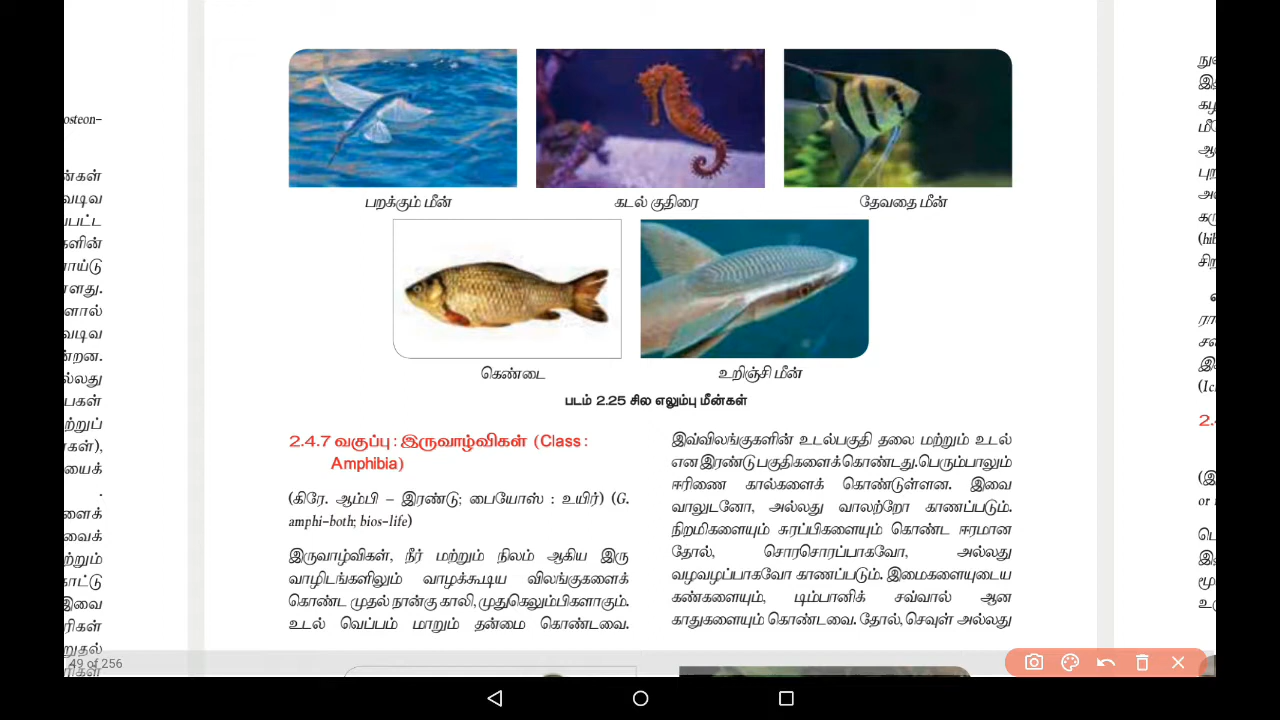 பறக்கும் மீன்
கடல் குதிரை
தேவதை மீன்
கெண்டை
உறிஞ்சி மீன்
படம் 2.25 சில எலும்பு மீன்கள்
2.4.7 வகுப்பு : இருவாழ்விகள் (Class :
Amphibia)
(கிரே. ஆம்பி – இரண்டு; பையோஸ் : உயிர்) (G.
amphi-both; bios-life)
இருவாழ்விகள், நீர் மற்றும் நிலம் ஆகிய இரு
வாழிடங்களிலும் வாழக்கூடிய விலங்குகளைக்
கொண்ட முதல் நான்கு காலி, முதுகெலும்பிகளாகும்.
உடல் வெப்பம் மாறும் தன்மை கொண்டவை.
இவ்விலங்குகளின் உடல்பகுதி தலை மற்றும் உடல்
என இரண்டு பகுதிகளைக் கொண்டது. பெரும்பாலும்
ஈரிணை கால்களைக் கொண்டுள்ளன. இவை
வாலுடனோ, அல்லது வாலற்றோ காணப்படும்.
நிறமிகளையும் சுரப்பிகளையும் கொண்ட ஈரமான
தோல், சொரசொரப்பாகவோ, அல்லது
வழவழப்பாகவோ காணப்படும். இமைகளையுடைய
கண்களையும், டிம்பானிக் சவ்வால் ஆன
காதுகளையும் கொண்டவை. தோல், செவுள் அல்லது
49 of 256